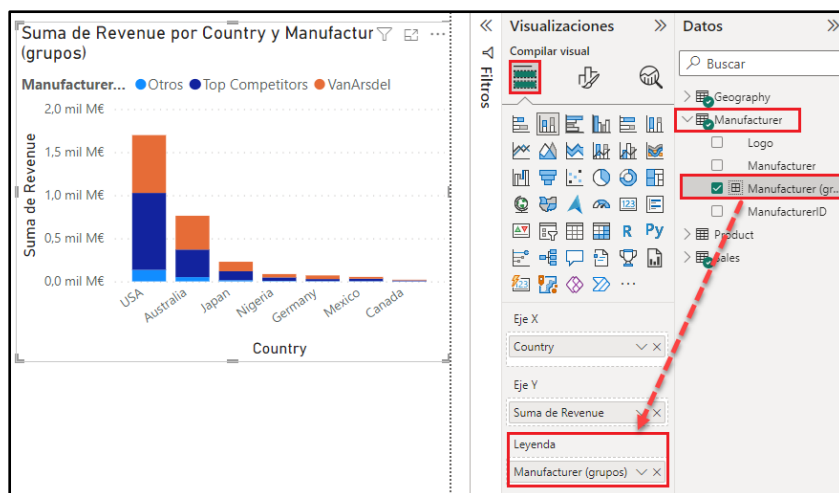 Suma de Revenue por Country y Manufactur
(grupos)
Manufacturer... Otros Top Competitors VanArsdel
2,0 mil M€
1,5 mil M€
1,0 mil M€
0,5 mil M€
0,0 mil M€
Suma de Revenue
USA
Australia
Japan
Nigeria
Germany
Mexico
Canada
Country
Filtros
Visualizaciones
Compilar visual
123
R Py
123
...
Eje X
Country
Eje Y
Suma de Revenue
Leyenda
Manufacturer (grupos)
Datos
Buscar
Geography
Manufacturer
Logo
Manufacturer
Manufacturer (gr...
ManufacturerID
Product
Sales